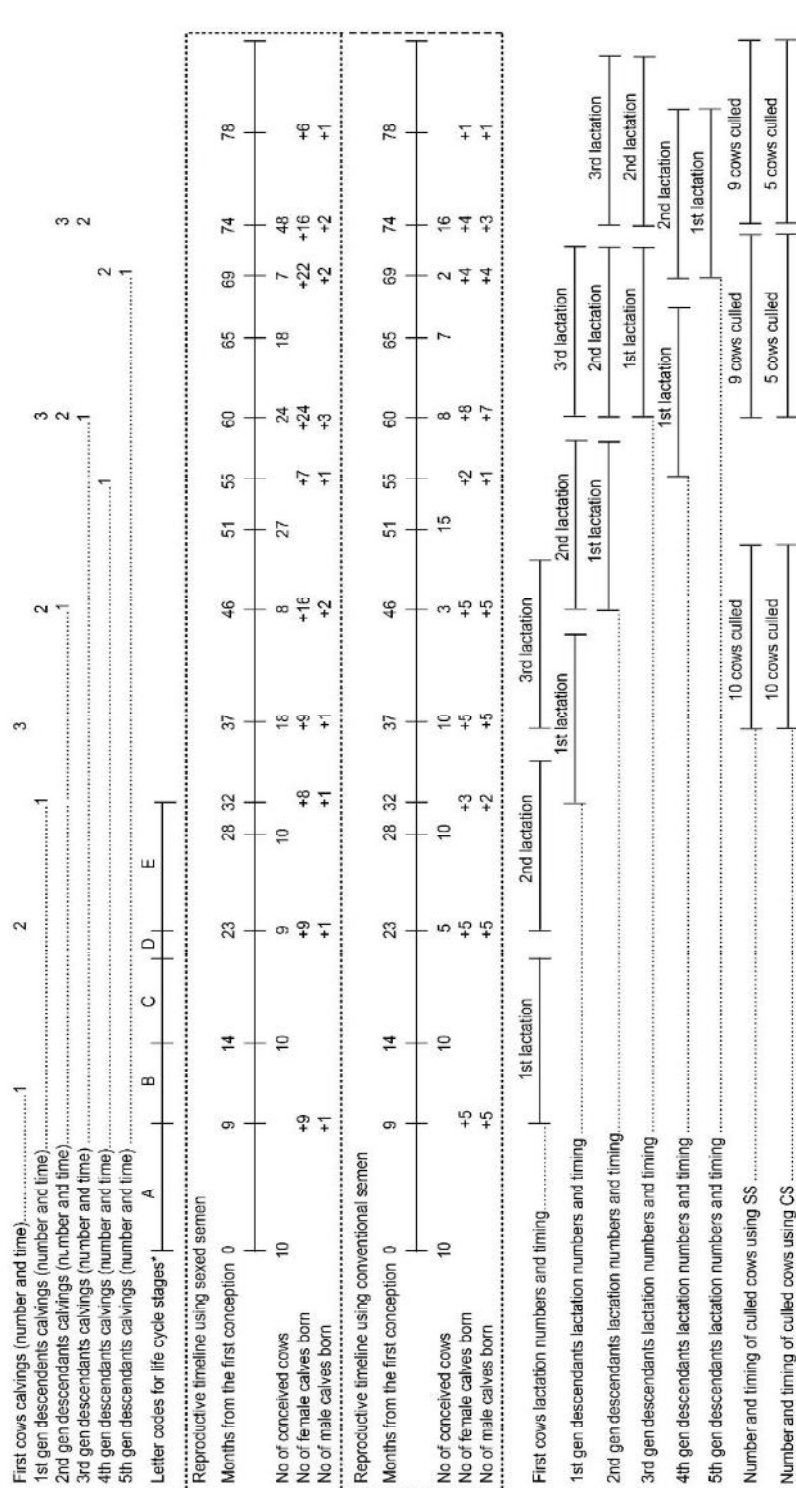 First cows calvings (number and time)..........1 2 3
1st gen descendents calvings (number and time)..........1 2 3
2nd gen descendants calvings (number and time)..........1 2 3
3rd gen descendants calvings (number and time)..........1 2
4th gen descendants calvings (number and time)..........1 2
5th gen descendants calvings (number and time)..........1
Letter codes for life cycle stages* A B C D E
Reproductive timeline using sexed semen
Months from the first conception 0 9 14 23 28 32 37 46 51 55 60 65 69 74 78
No of conceived cows 10 10 9 10 18 8 27 24 18 7 48
No of female calves born +9 +9 +8 +9 +16 +7 +24 +22 +16 +6
No of male calves born +1 +1 +1 +1 +2 +1 +3 +2 +2 +1
Reproductive timeline using conventional semen
Months from the first conception 0 9 14 23 28 32 37 46 51 55 60 65 69 74 78
No of conceived cows 10 10 5 10 10 3 15 8 7 2 16
No of female calves born +5 +5 +3 +5 +5 +2 +8 +4 +4 +1
No of male calves born +5 +5 +2 +5 +5 +1 +7 +4 +3 +1
First cows lactation numbers and timing.......... 1st lactation 2nd lactation 3rd lactation
1st gen descendants lactation numbers and timing.......... 1st lactation 2nd lactation 3rd lactation
2nd gen descendants lactation numbers and timing.......... 1st lactation 2nd lactation 3rd lactation
3rd gen descendants lactation numbers and timing.......... 1st lactation 2nd lactation
4th gen descendants lactation numbers and timing.......... 1st lactation 2nd lactation
5th gen descendants lactation numbers and timing.......... 1st lactation
Number and timing of culled cows using SS.......... 10 cows culled 9 cows culled 9 cows culled
Number and timing of culled cows using CS.......... 10 cows culled 5 cows culled 5 cows culled